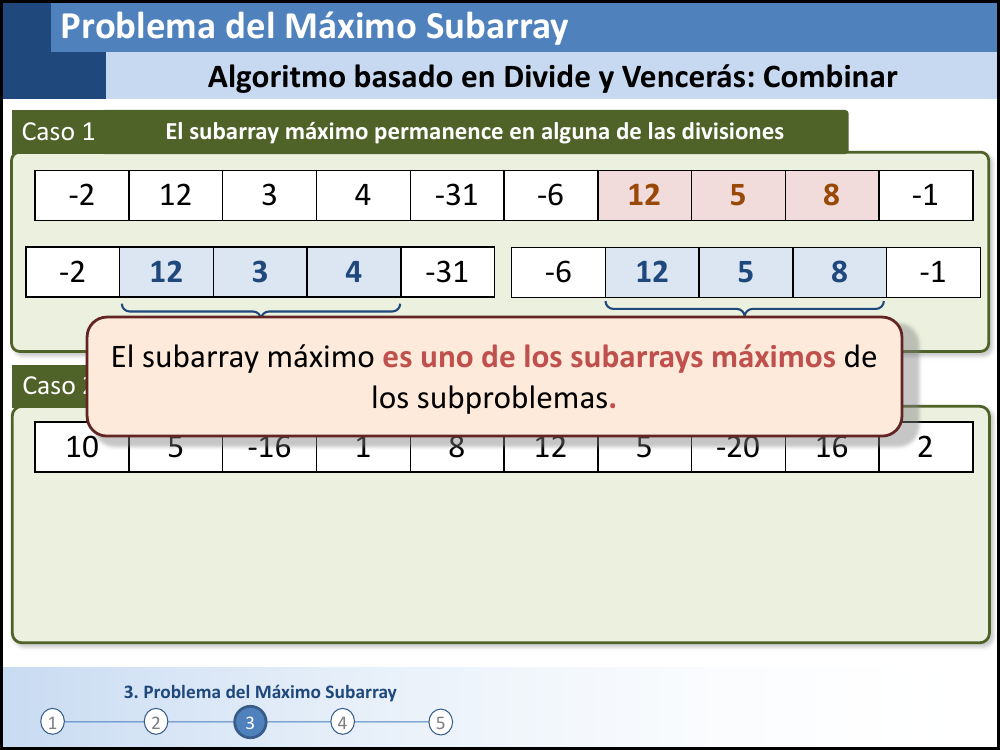 Problema del Máximo Subarray
Algoritmo basado en Divide y Vencerás: Combinar
Caso 1 El subarray máximo permanence en alguna de las divisiones
-2 12 3 4 -31 -6 12 5 8 -1
-2 12 3 4 -31 -6 12 5 8 -1
El subarray máximo es uno de los subarrays máximos de
los subproblemas.
Caso
10 5 -16 1 8 12 5 -20 16 2
3. Problema del Máximo Subarray
1 2 3 4 5